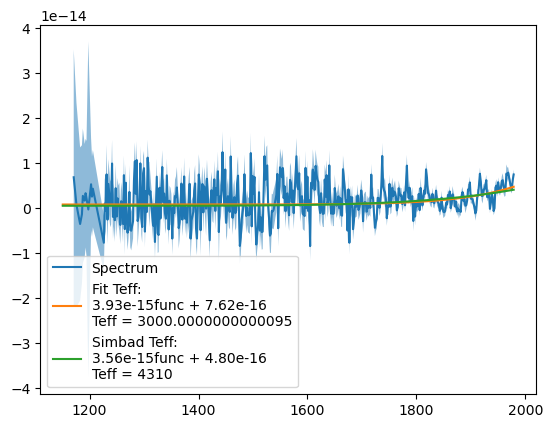 1e−14
4
3
2
1
0
−1
−2
−3
−4
Spectrum
Fit Teff:
3.93e-15func + 7.62e-16
Teff = 3000.0000000000095
Simbad Teff:
3.56e-15func + 4.80e-16
Teff = 4310
1200 1400 1600 1800 2000